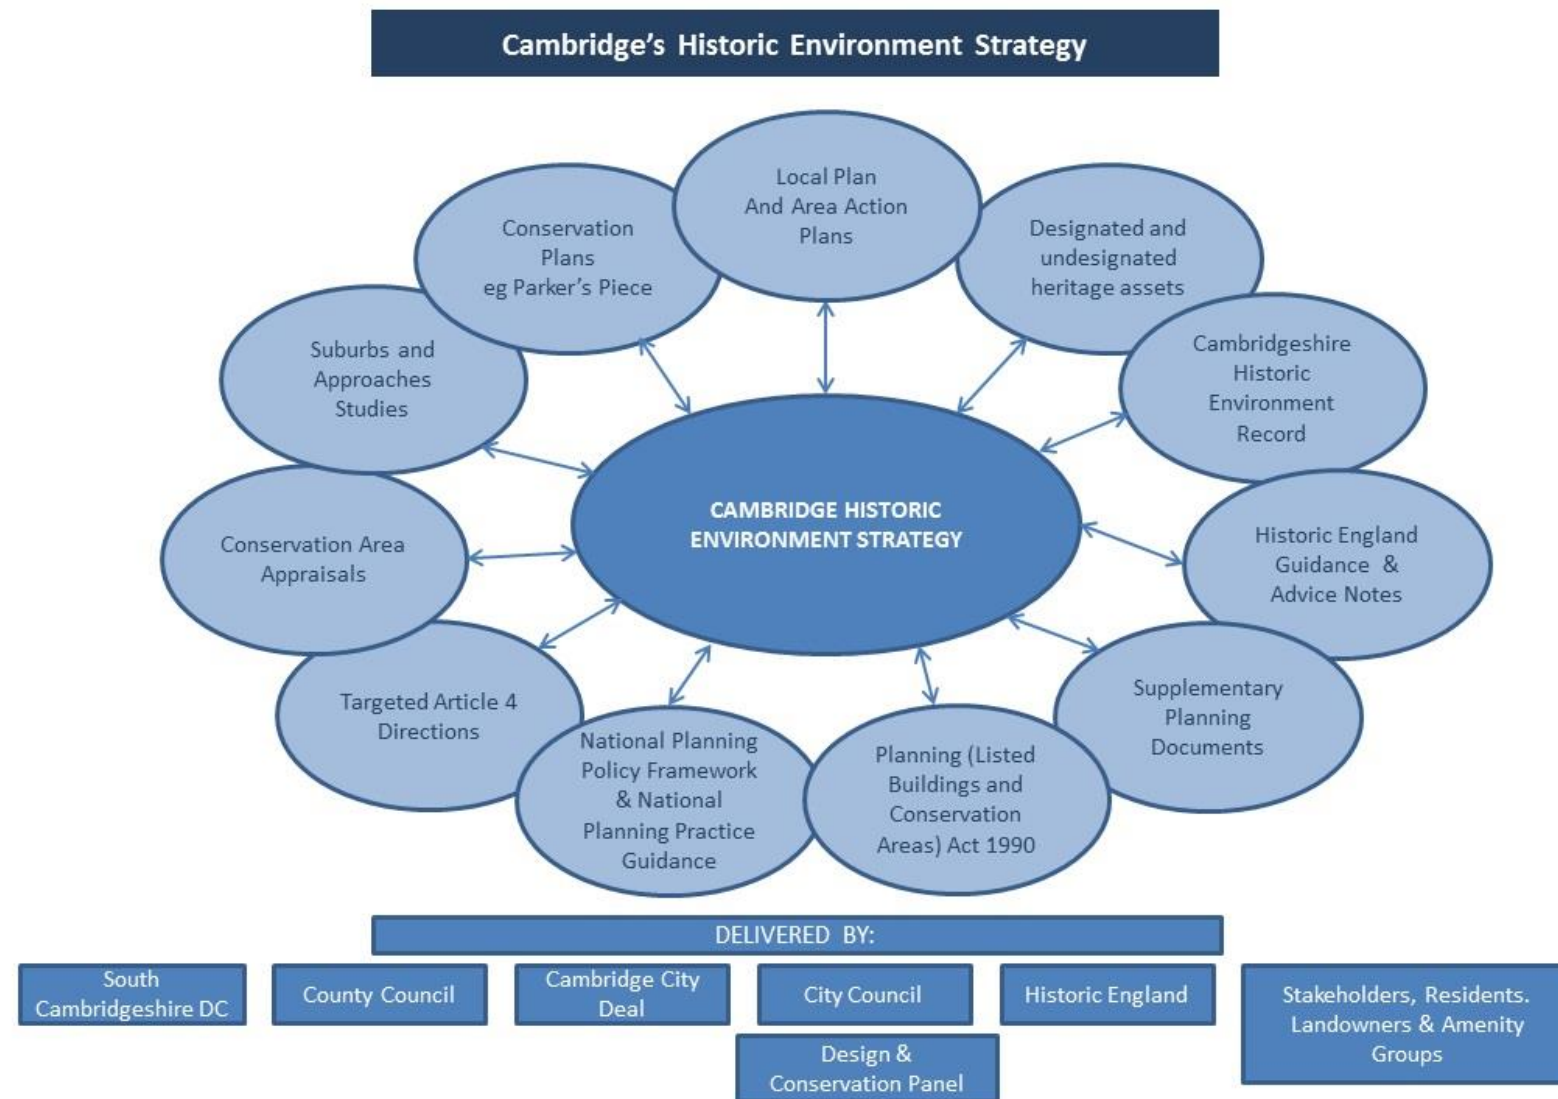 Cambridge's Historic Environment Strategy
Local Plan
And Area Action
Plans
Designated and
undesignated
heritage assets
Cambridgeshire
Historic
Environment
Record
Historic England
Guidance &
Advice Notes
Supplementary
Planning
Documents
Planning (Listed
Buildings and
Conservation
Areas) Act 1990
National Planning
Policy Framework
& National
Planning Practice
Guidance
Targeted Article 4
Directions
Conservation Area
Appraisals
Suburbs and
Approaches
Studies
Conservation
Plans
eg Parker's Piece
CAMBRIDGE HISTORIC
ENVIRONMENT STRATEGY
DELIVERED BY:
South
Cambridgeshire DC
County Council
Cambridge City
Deal
City Council
Historic England
Stakeholders, Residents.
Landowners & Amenity
Groups
Design &
Conservation Panel